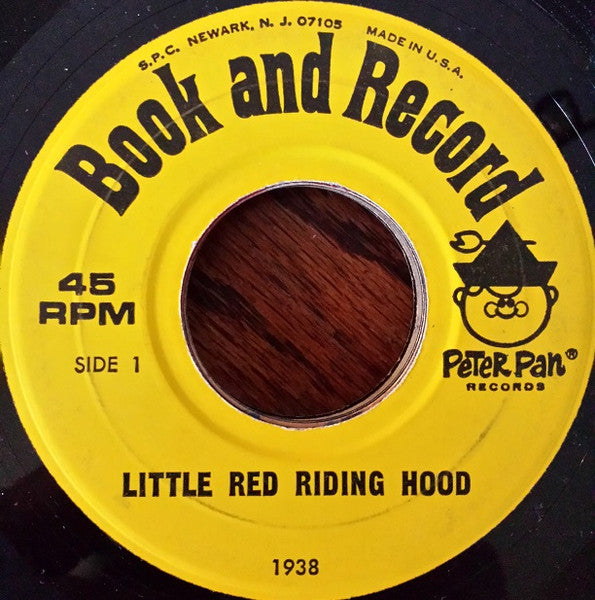 S.P.C. NEWARK, N. J. 07105
MADE IN U.S.A.
Book and Record
45
RPM
SIDE 1
PeTeR PaN®
RECORDS
LITTLE RED RIDING HOOD
1938